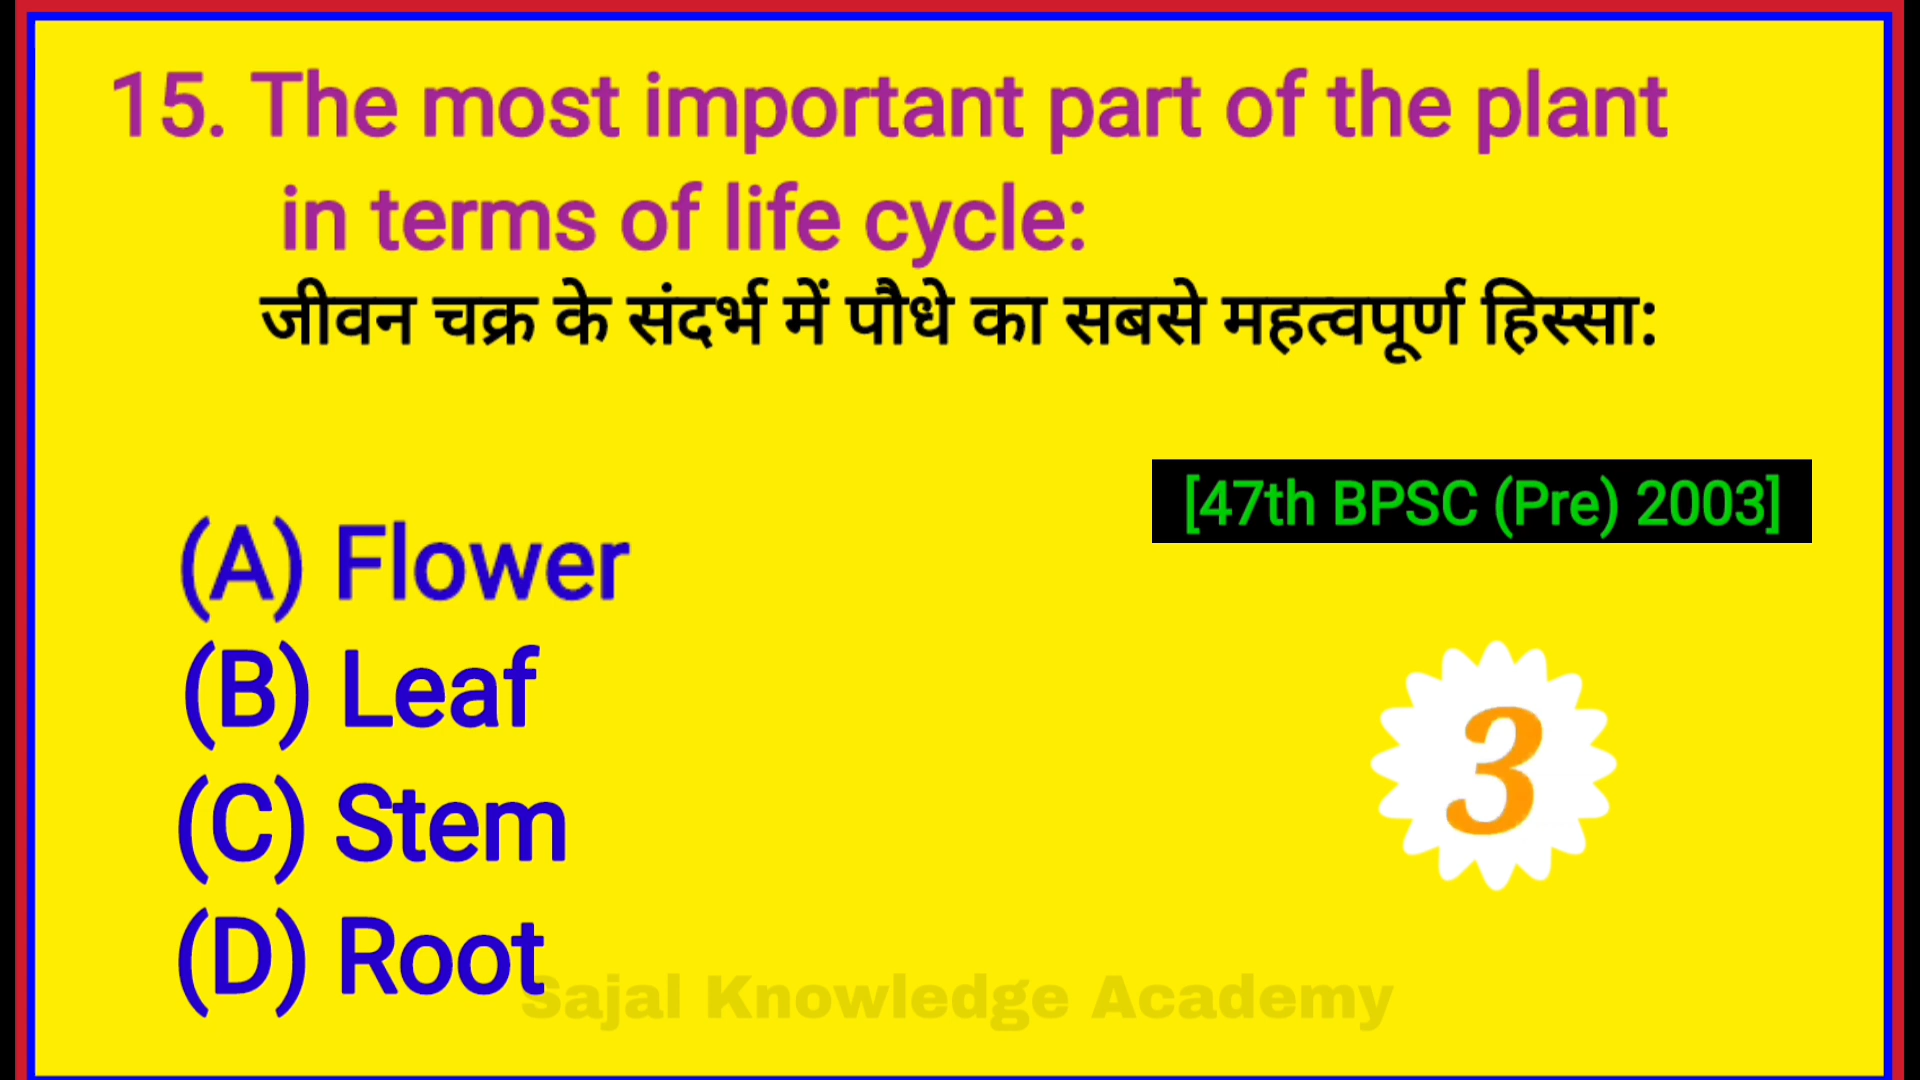 15. The most important part of the plant
in terms of life cycle:
जीवन चक्र के संदर्भ में पौधे का सबसे महत्वपूर्ण हिस्सा:
[47th BPSC (Pre) 2003]
(A) Flower
(B) Leaf
(C) Stem
(D) Root
3
Sajal Knowledge Academy